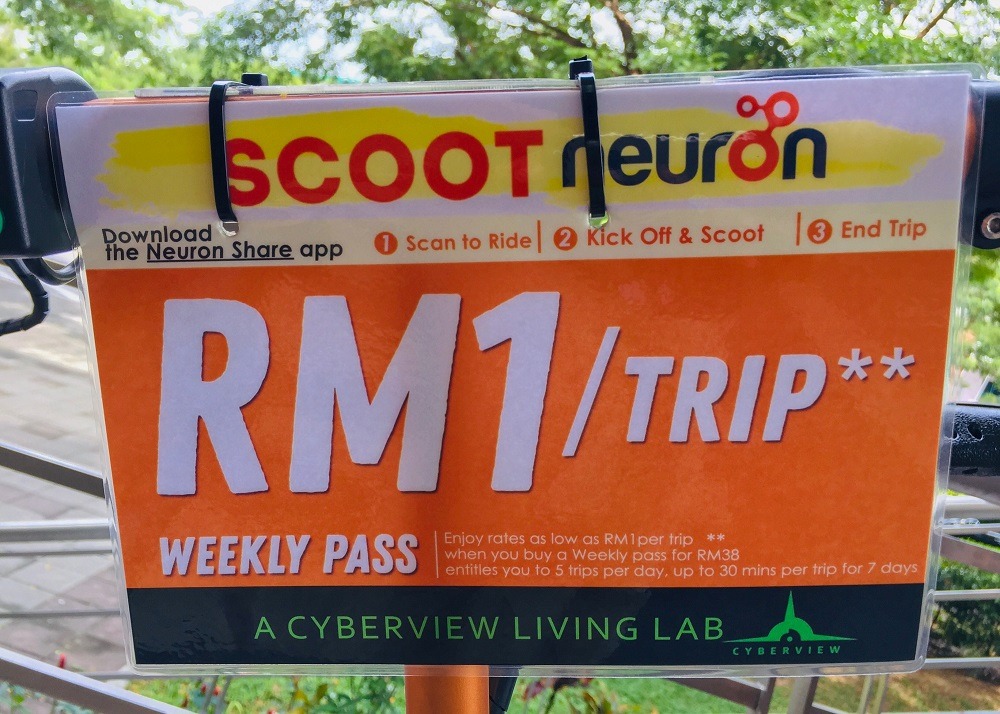 SCOOT neuron
Download
the Neuron Share app
1 Scan to Ride
2 Kick Off & Scoot
3 End Trip
RM1/TRIP**
WEEKLY PASS
Enjoy rates as low as RM1per trip **
when you buy a Weekly pass for RM38
entitles you to 5 trips per day, up to 30 mins per trip for 7 days
A CYBERVIEW LIVING LAB
CYBERVIEW